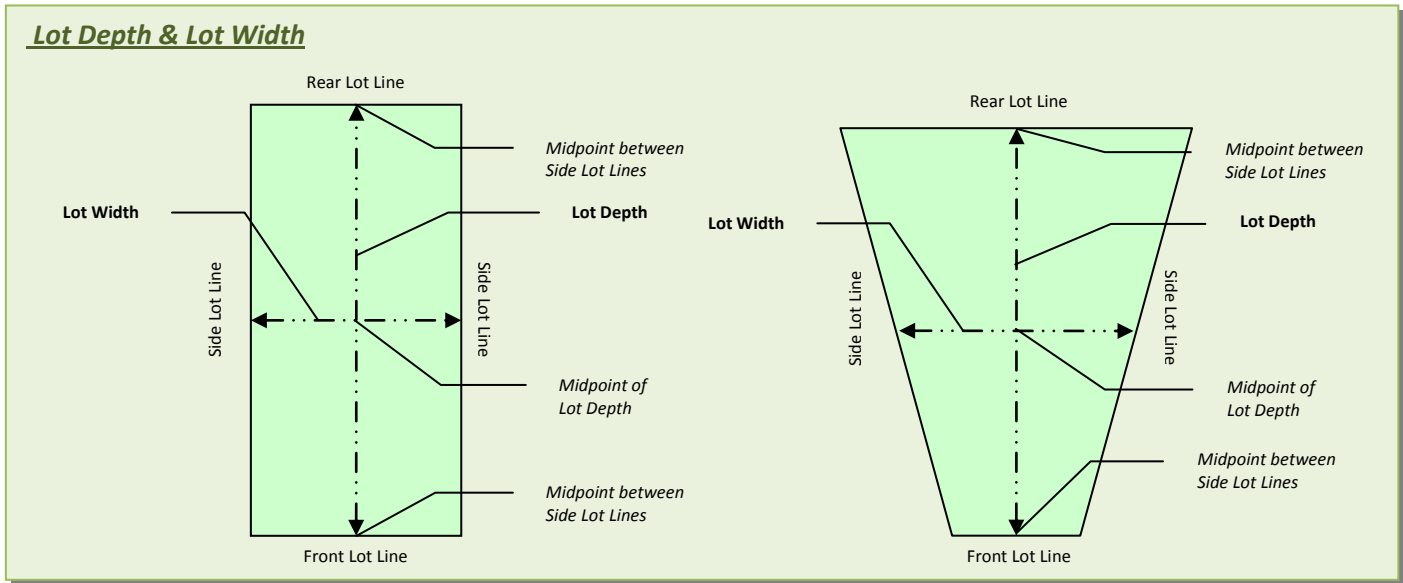 Lot Depth & Lot Width
Rear Lot Line
Midpoint between
Side Lot Lines
Lot Width
Lot Depth
Side Lot Line
Side Lot Line
Midpoint of
Lot Depth
Midpoint between
Side Lot Lines
Front Lot Line
Rear Lot Line
Midpoint between
Side Lot Lines
Lot Width
Lot Depth
Side Lot Line
Side Lot Line
Midpoint of
Lot Depth
Midpoint between
Side Lot Lines
Front Lot Line